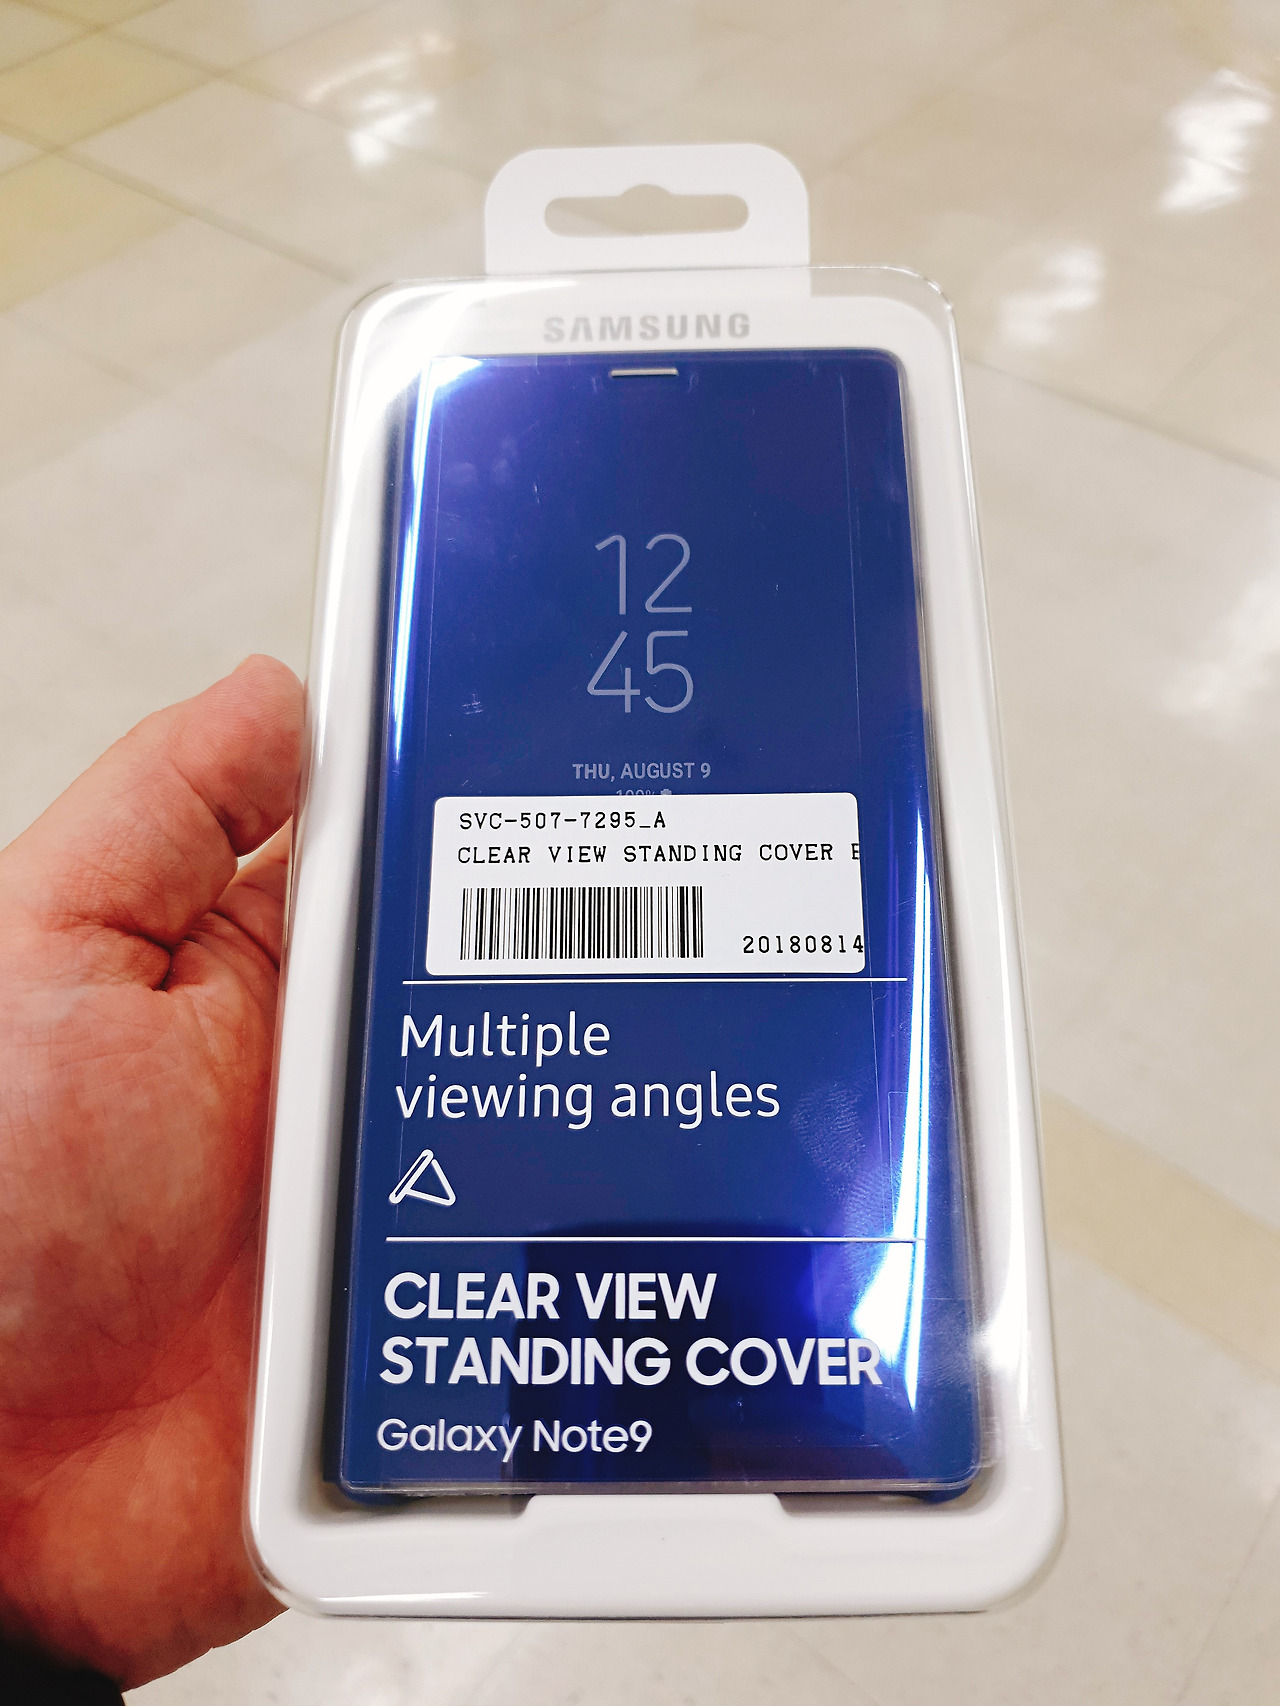 SAMSUNG
12
45
THU, AUGUST 9
100%
SVC-507-7295_A
CLEAR VIEW STANDING COVER
20180814
Multiple
viewing angles
CLEAR VIEW
STANDING COVER
Galaxy Note9